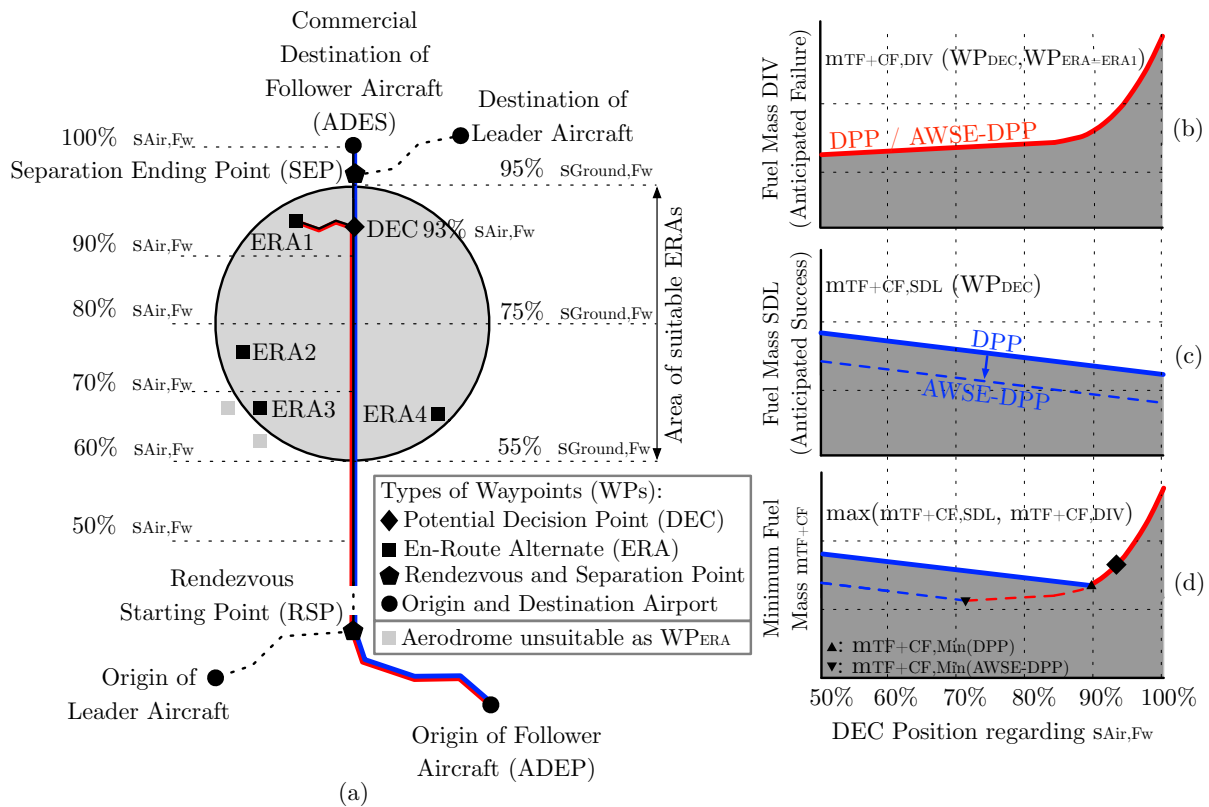 Commercial
Destination of
Follower Aircraft
(ADES)
Destination of
Leader Aircraft
100% sAir,Fw
Separation Ending Point (SEP)
95% sGround,Fw
ERA1
DEC 93% sAir,Fw
90% sAir,Fw
80% sAir,Fw
75% sGround,Fw
ERA2
70% sAir,Fw
ERA3
ERA4
60% sAir,Fw
55% sGround,Fw
Area of suitable ERAs
50% sAir,Fw
Types of Waypoints (WPs):
Potential Decision Point (DEC)
En-Route Alternate (ERA)
Rendezvous and Separation Point
Origin and Destination Airport
Aerodrome unsuitable as WPERA
Rendezvous
Starting Point (RSP)
Origin of
Leader Aircraft
Origin of Follower
Aircraft (ADEP)
(a)
Fuel Mass DIV
(Anticipated Failure)
mTF+CF,DIV (WPDEC,WPERA=ERA1)
DPP / AWSE-DPP
(b)
Fuel Mass SDL
(Anticipated Success)
mTF+CF,SDL (WPDEC)
DPP
AWSE-DPP
(c)
Minimum Fuel
Mass mTF+CF
max(mTF+CF,SDL, mTF+CF,DIV)
(d)
: mTF+CF,Min(DPP)
: mTF+CF,Min(AWSE-DPP)
50% 60% 70% 80% 90% 100%
DEC Position regarding sAir,Fw